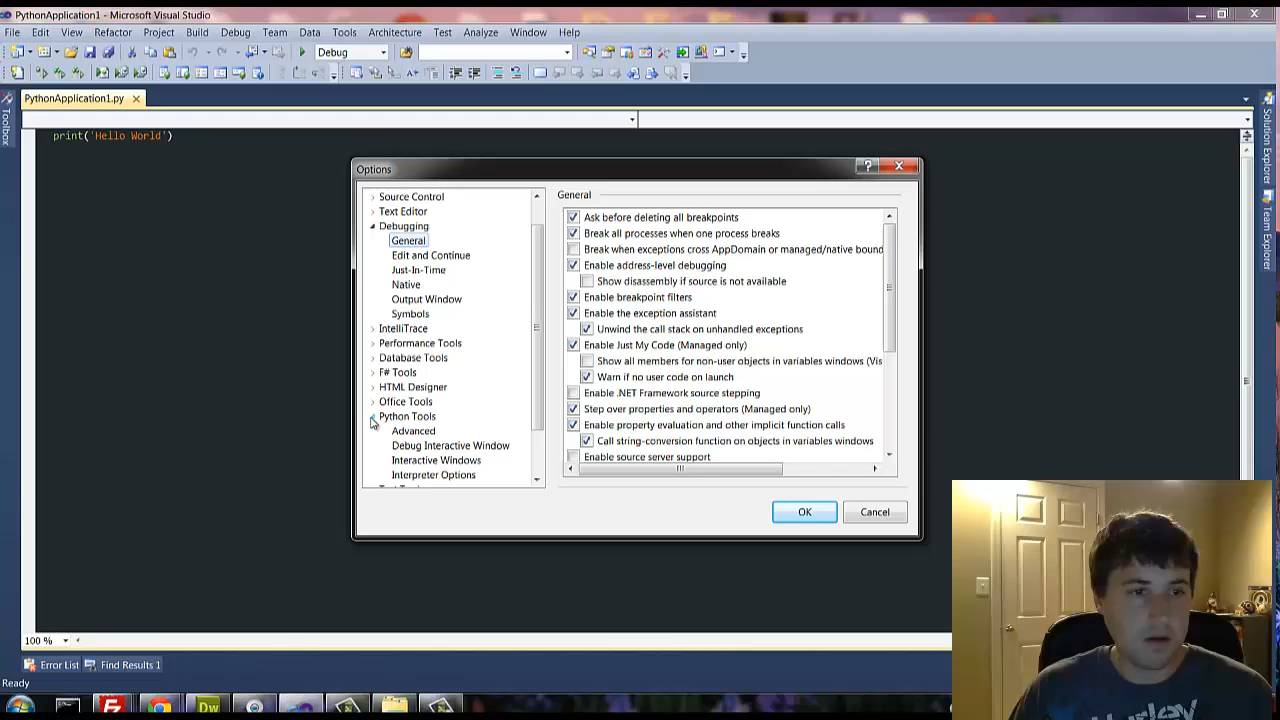 PythonApplication1 - Microsoft Visual Studio
File Edit View Refactor Project Build Debug Team Data Tools Architecture Test Analyze Window Help
Debug
PythonApplication1.py
print('Hello World')
Toolbox
Solution Explorer
Team Explorer
Options
Source Control
Text Editor
Debugging
General
Edit and Continue
Just-In-Time
Native
Output Window
Symbols
IntelliTrace
Performance Tools
Database Tools
F# Tools
HTML Designer
Office Tools
Python Tools
Advanced
Debug Interactive Window
Interactive Windows
Interpreter Options
General
Ask before deleting all breakpoints
Break all processes when one process breaks
Break when exceptions cross AppDomain or managed/native bound
Enable address-level debugging
Show disassembly if source is not available
Enable breakpoint filters
Enable the exception assistant
Unwind the call stack on unhandled exceptions
Enable Just My Code (Managed only)
Show all members for non-user objects in variables windows (Vis
Warn if no user code on launch
Enable .NET Framework source stepping
Step over properties and operators (Managed only)
Enable property evaluation and other implicit function calls
Call string-conversion function on objects in variables windows
Enable source server support
OK
Cancel
100 %
Error List Find Results 1
Ready
Fz
Dw
Hurley